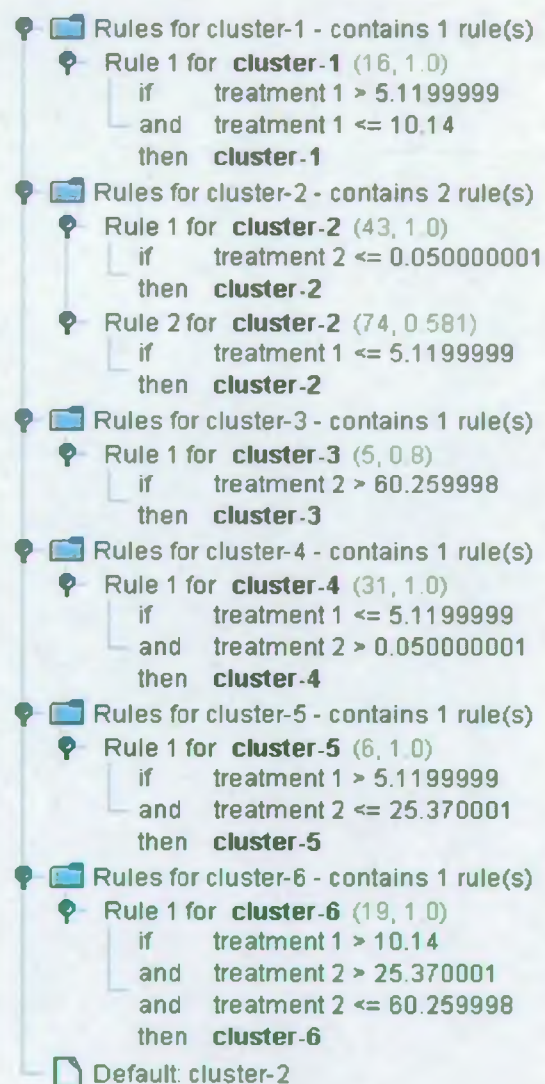 Rules for cluster-1 - contains 1 rule(s)
Rule 1 for cluster-1 (16, 1.0)
if treatment 1 > 5.1199999
and treatment 1 <= 10.14
then cluster-1
Rules for cluster-2 - contains 2 rule(s)
Rule 1 for cluster-2 (43, 1.0)
if treatment 2 <= 0.050000001
then cluster-2
Rule 2 for cluster-2 (74, 0.581)
if treatment 1 <= 5.1199999
then cluster-2
Rules for cluster-3 - contains 1 rule(s)
Rule 1 for cluster-3 (5, 0.8)
if treatment 2 > 60.259998
then cluster-3
Rules for cluster-4 - contains 1 rule(s)
Rule 1 for cluster-4 (31, 1.0)
if treatment 1 <= 5.1199999
and treatment 2 > 0.050000001
then cluster-4
Rules for cluster-5 - contains 1 rule(s)
Rule 1 for cluster-5 (6, 1.0)
if treatment 1 > 5.1199999
and treatment 2 <= 25.370001
then cluster-5
Rules for cluster-6 - contains 1 rule(s)
Rule 1 for cluster-6 (19, 1.0)
if treatment 1 > 10.14
and treatment 2 > 25.370001
and treatment 2 <= 60.259998
then cluster-6
Default: cluster-2